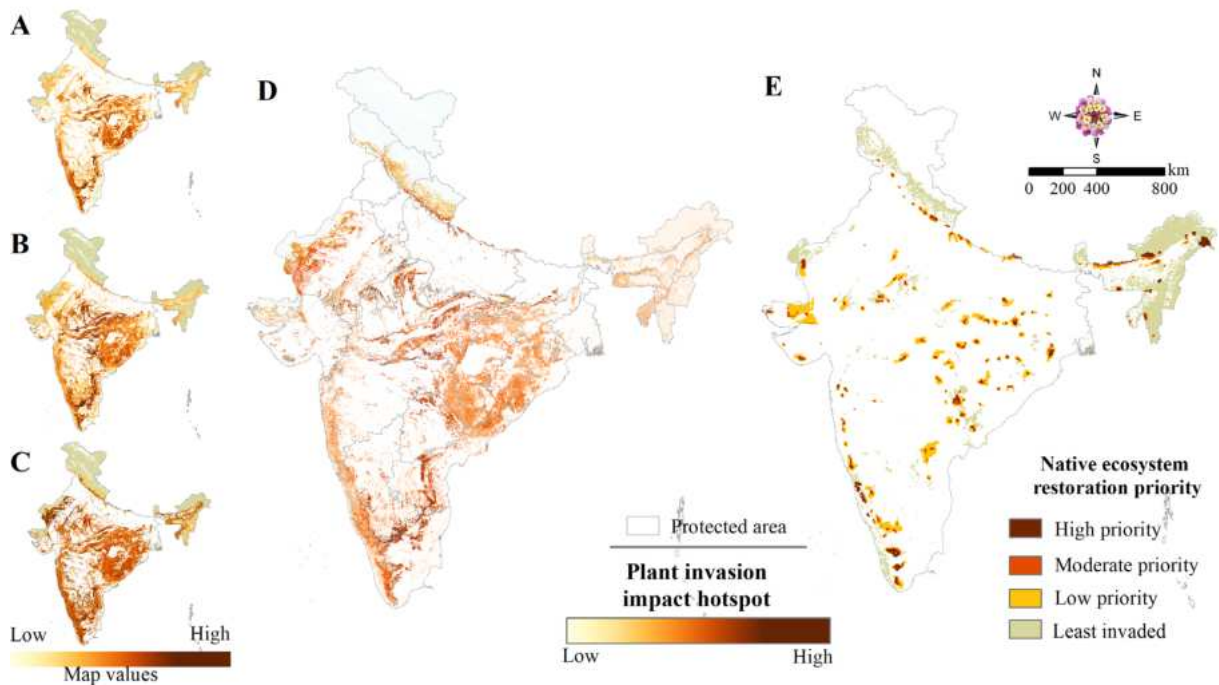 A
B
C
Low High
Map values
D
Protected area
Plant invasion
impact hotspot
Low High
E
N
W E
S
km
0 200 400 800
Native ecosystem
restoration priority
High priority
Moderate priority
Low priority
Least invaded